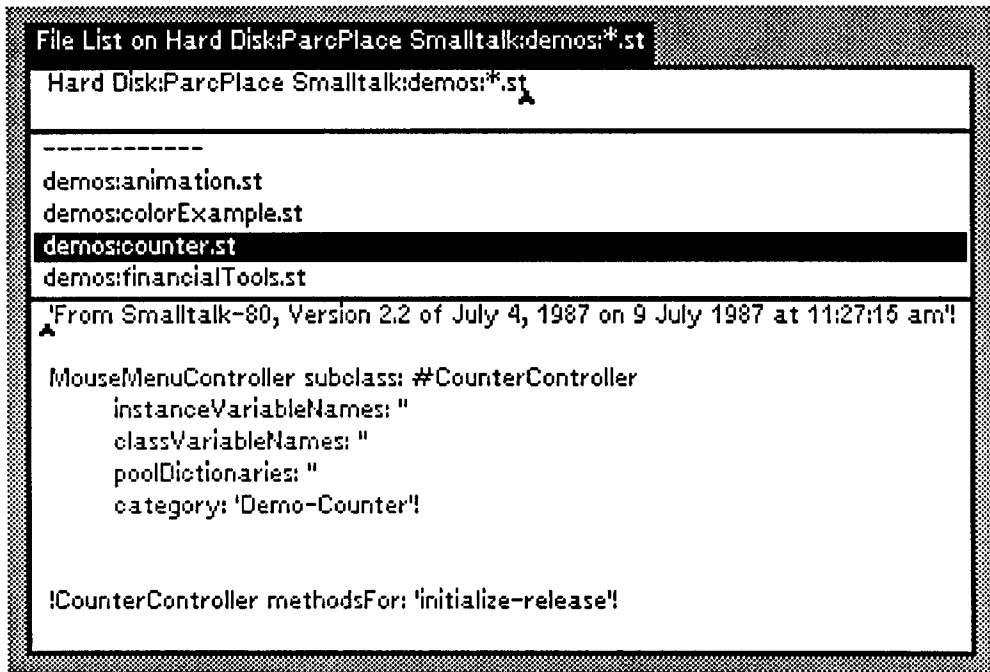 File List on Hard Disk:ParcPlace Smalltalk:demos:*.st
Hard Disk:ParcPlace Smalltalk:demos:*.st
------------
demos:animation.st
demos:colorExample.st
demos:counter.st
demos:financialTools.st
'From Smalltalk-80, Version 2.2 of July 4, 1987 on 9 July 1987 at 11:27:15 am'!
MouseMenuController subclass: #CounterController
instanceVariableNames: ''
classVariableNames: ''
poolDictionaries: ''
category: 'Demo-Counter'!
!CounterController methodsFor: 'initialize-release'!